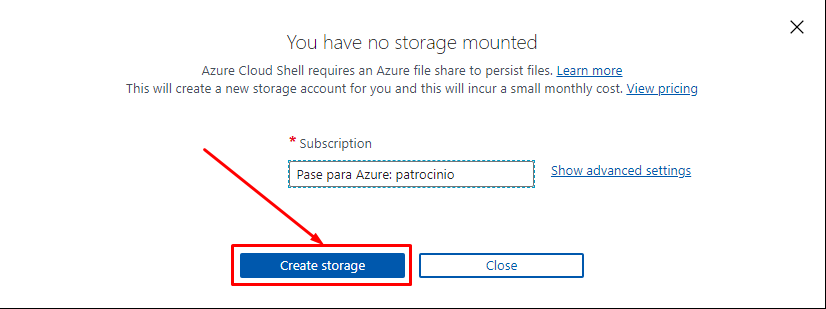 You have no storage mounted
Azure Cloud Shell requires an Azure file share to persist files. Learn more
This will create a new storage account for you and this will incur a small monthly cost. View pricing
* Subscription
Pase para Azure: patrocinio
Show advanced settings
Create storage
Close